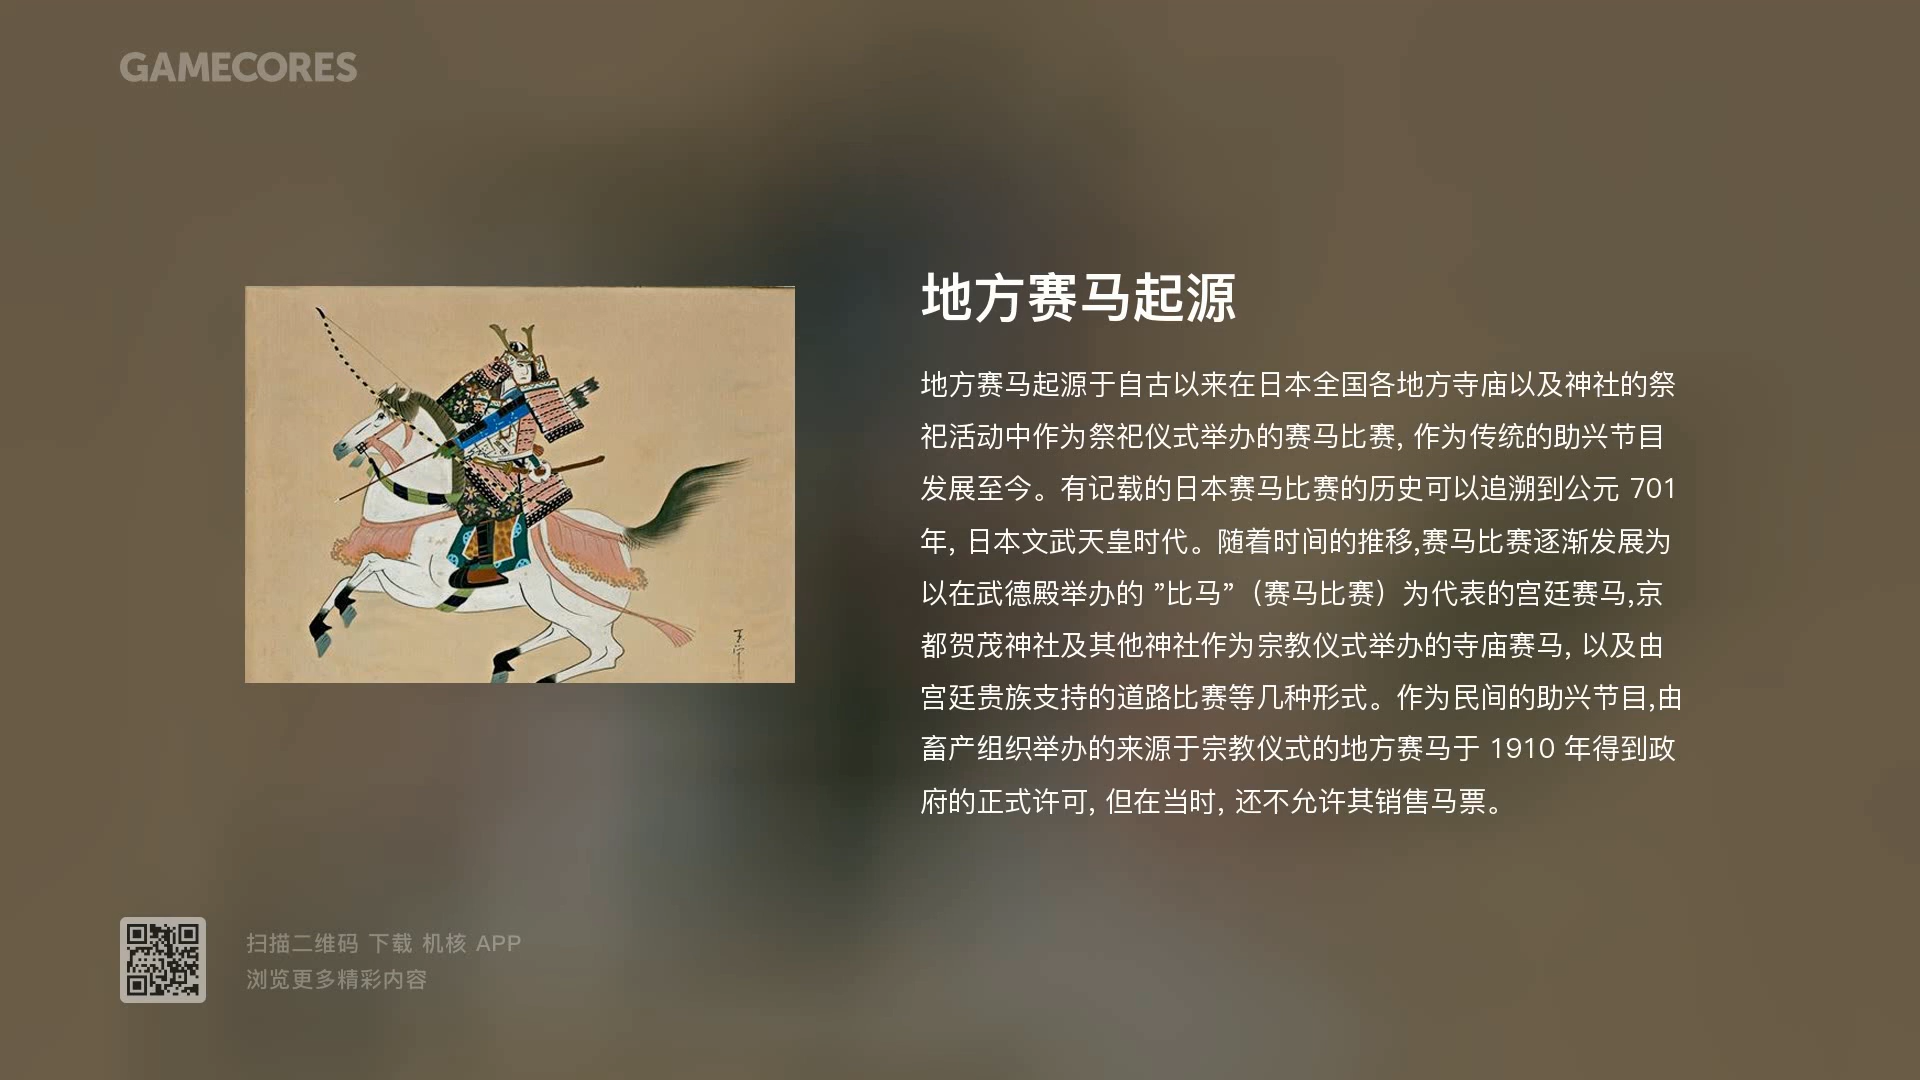 GAMECORES
地方赛马起源
地方赛马起源于自古以来在日本全国各地方寺庙以及神社的祭
祀活动中作为祭祀仪式举办的赛马比赛, 作为传统的助兴节目
发展至今。有记载的日本赛马比赛的历史可以追溯到公元 701
年, 日本文武天皇时代。随着时间的推移,赛马比赛逐渐发展为
以在武德殿举办的 ”比马”（赛马比赛）为代表的宫廷赛马,京
都贺茂神社及其他神社作为宗教仪式举办的寺庙赛马, 以及由
宫廷贵族支持的道路比赛等几种形式。作为民间的助兴节目,由
畜产组织举办的来源于宗教仪式的地方赛马于 1910 年得到政
府的正式许可, 但在当时, 还不允许其销售马票。
扫描二维码 下载 机核 APP
浏览更多精彩内容